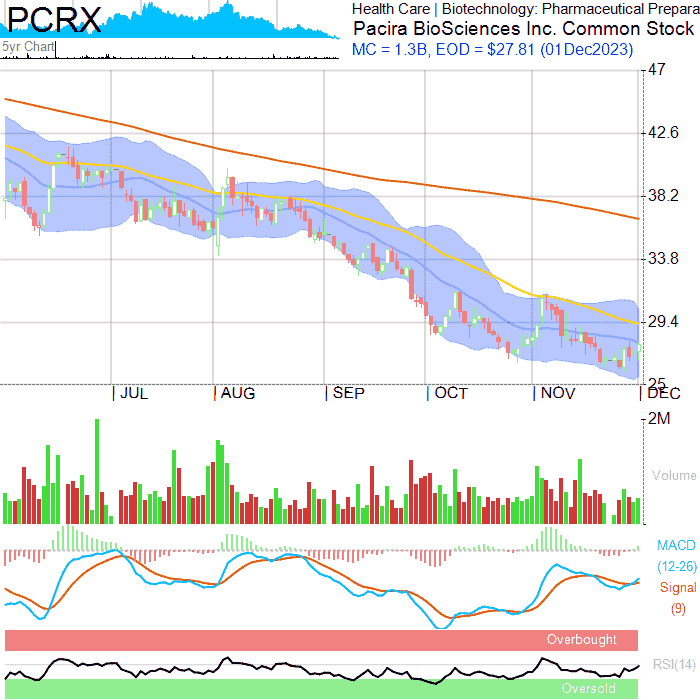 PCRX
Health Care | Biotechnology: Pharmaceutical Prepara
Pacira BioSciences Inc. Common Stock
5yr Chart
MC = 1.3B, EOD = $27.81 (01Dec2023)
47
42.6
38.2
33.8
29.4
25
| JUL | AUG | SEP | OCT | NOV | DEC
2M
Volume
MACD
(12-26)
Signal
(9)
Overbought
RSI(14)
Oversold